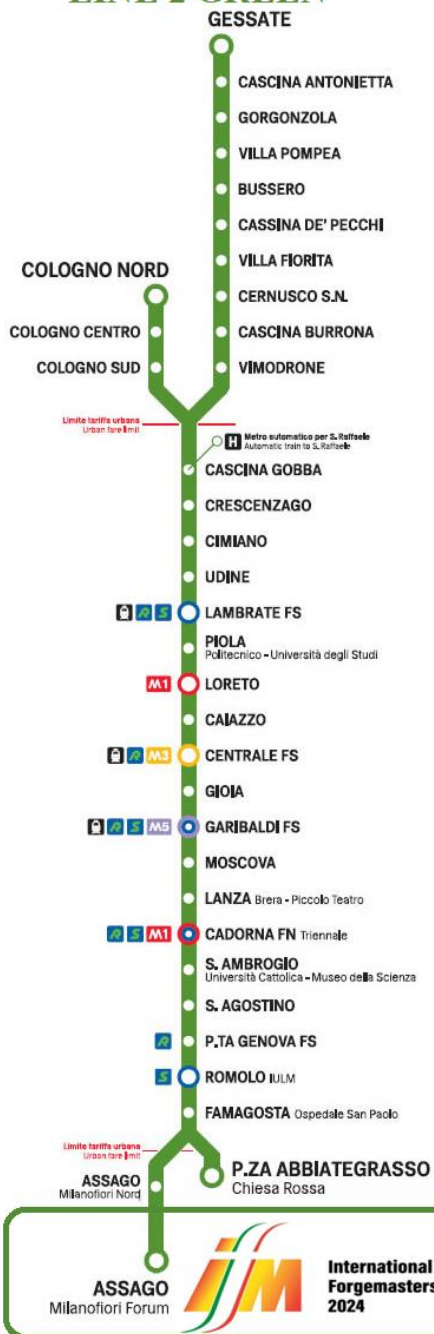 LINE 2 GREEN
GESSATE
CASCINA ANTONIETTA
GORGONZOLA
VILLA POMPEA
BUSSERO
CASSINA DE' PECCHI
VILLA FIORITA
COLOGNO NORD
CERNUSCO S.N.
COLOGNO CENTRO
CASCINA BURRONA
COLOGNO SUD
VIMODRONE
Limite tariffa urbana
Urban fare limit
H Metro automatico per S. Raffaele
Automatic train to S. Raffaele
CASCINA GOBBA
CRESCENZAGO
CIMIANO
UDINE
R S LAMBRATE FS
PIOLA
Politecnico - Università degli Studi
M1 LORETO
CAIAZZO
R M3 CENTRALE FS
GIOIA
R S M5 GARIBALDI FS
MOSCOVA
LANZA Brera - Piccolo Teatro
R S M1 CADORNA FN Triennale
S. AMBROGIO
Università Cattolica - Museo della Scienza
S. AGOSTINO
R P.TA GENOVA FS
S ROMOLO IULM
FAMAGOSTA Ospedale San Paolo
Limite tariffa urbana
Urban fare limit
P.ZA ABBIATEGRASSO
Chiesa Rossa
ASSAGO
Milanofiori Nord
ASSAGO
Milanofiori Forum
ifm
International
Forgemasters
2024